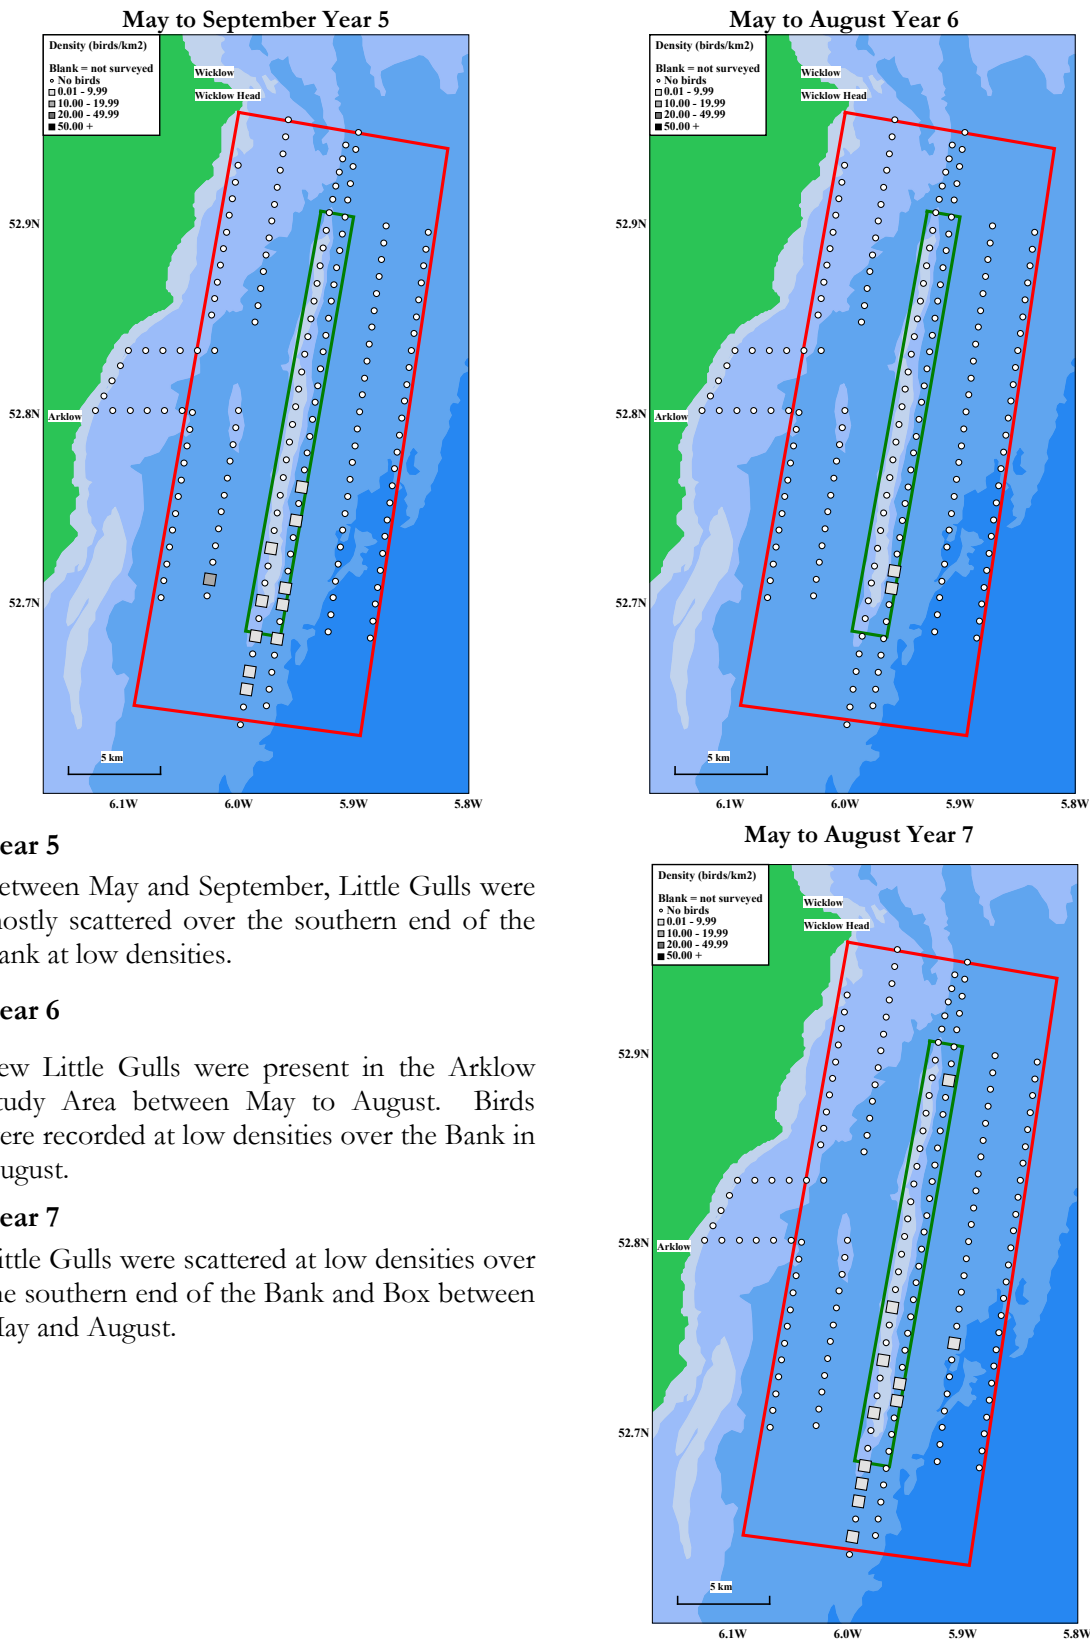 May to September Year 5
Density (birds/km2)
Blank = not surveyed
No birds
0.01 - 9.99
10.00 - 19.99
20.00 - 49.99
50.00 +
Wicklow
Wicklow Head
52.9N
52.8N
Arklow
52.7N
5 km
6.1W 6.0W 5.9W 5.8W
May to August Year 6
Density (birds/km2)
Blank = not surveyed
No birds
0.01 - 9.99
10.00 - 19.99
20.00 - 49.99
50.00 +
Wicklow
Wicklow Head
52.9N
52.8N
Arklow
52.7N
5 km
6.1W 6.0W 5.9W 5.8W
ear 5
etween May and September, Little Gulls were
ostly scattered over the southern end of the
ank at low densities.
ear 6
ew Little Gulls were present in the Arklow
tudy Area between May to August. Birds
ere recorded at low densities over the Bank in
ugust.
ear 7
ittle Gulls were scattered at low densities over
he southern end of the Bank and Box between
May and August.
May to August Year 7
Density (birds/km2)
Blank = not surveyed
No birds
0.01 - 9.99
10.00 - 19.99
20.00 - 49.99
50.00 +
Wicklow
Wicklow Head
52.9N
52.8N
Arklow
52.7N
5 km
6.1W 6.0W 5.9W 5.8W